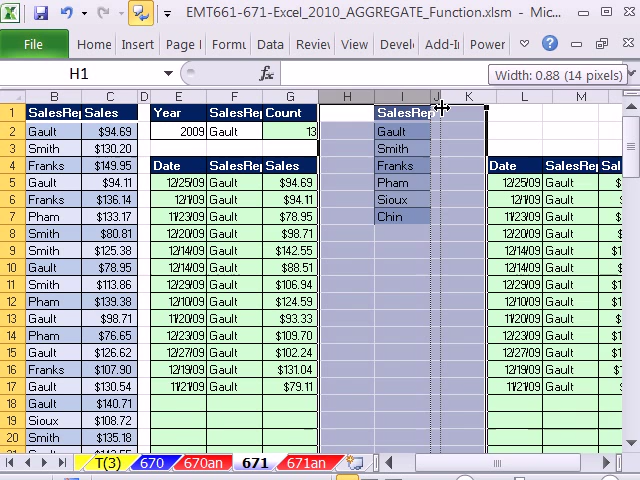 EMT661-671-Excel_2010_AGGREGATE_Function.xlsm - Mic...
File Home Insert Page l Formu Data Revie View Develo Add-I Power
H1 fx Width: 0.88 (14 pixels)
B C D E F G H I J K L M
1 SalesRep Sales Year SalesRep Count SalesRep
2 Gault $94.69 2009 Gault 13 Gault
3 Smith $130.20 Smith
4 Franks $149.95 Date SalesRep Sales Franks Date SalesRep Sa
5 Gault $94.11 12/25/09 Gault $94.69 Pham 12/25/09 Gault
6 Franks $136.14 12/1/09 Gault $94.11 Sioux 12/1/09 Gault
7 Pham $133.17 11/23/09 Gault $78.95 Chin 11/23/09 Gault
8 Smith $80.81 12/20/09 Gault $98.71 12/20/09 Gault
9 Smith $125.38 12/14/09 Gault $142.55 12/14/09 Gault
10 Gault $78.95 12/14/09 Gault $88.51 12/14/09 Gault
11 Smith $113.86 12/29/09 Gault $106.94 12/29/09 Gault
12 Pham $139.38 12/10/09 Gault $124.59 12/10/09 Gault
13 Gault $98.71 11/20/09 Gault $93.33 11/20/09 Gault
14 Pham $76.65 12/23/09 Gault $109.70 12/23/09 Gault
15 Gault $126.62 12/27/09 Gault $102.24 12/27/09 Gault
16 Franks $107.90 12/19/09 Gault $131.04 12/19/09 Gault
17 Gault $130.54 11/21/09 Gault $79.11 11/21/09 Gault
18 Gault $140.71
19 Sioux $108.72
20 Smith $135.18
T(3) 670 670an 671 671an